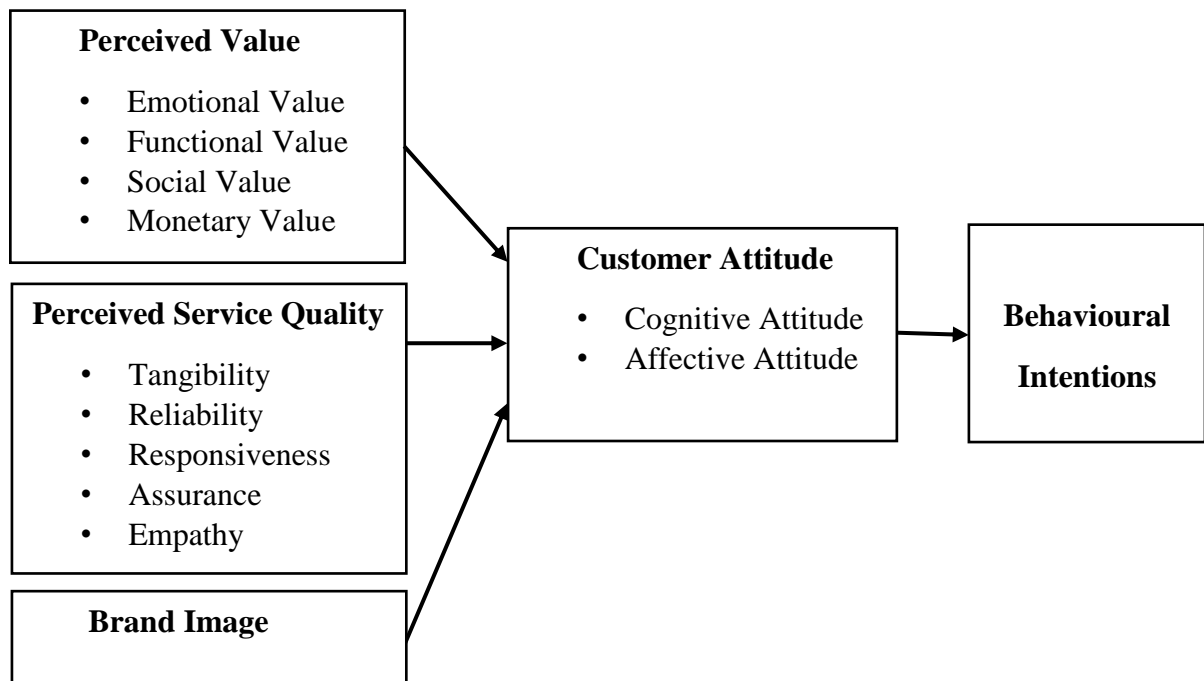 Perceived Value
• Emotional Value
• Functional Value
• Social Value
• Monetary Value
Perceived Service Quality
• Tangibility
• Reliability
• Responsiveness
• Assurance
• Empathy
Brand Image
Customer Attitude
• Cognitive Attitude
• Affective Attitude
Behavioural
Intentions